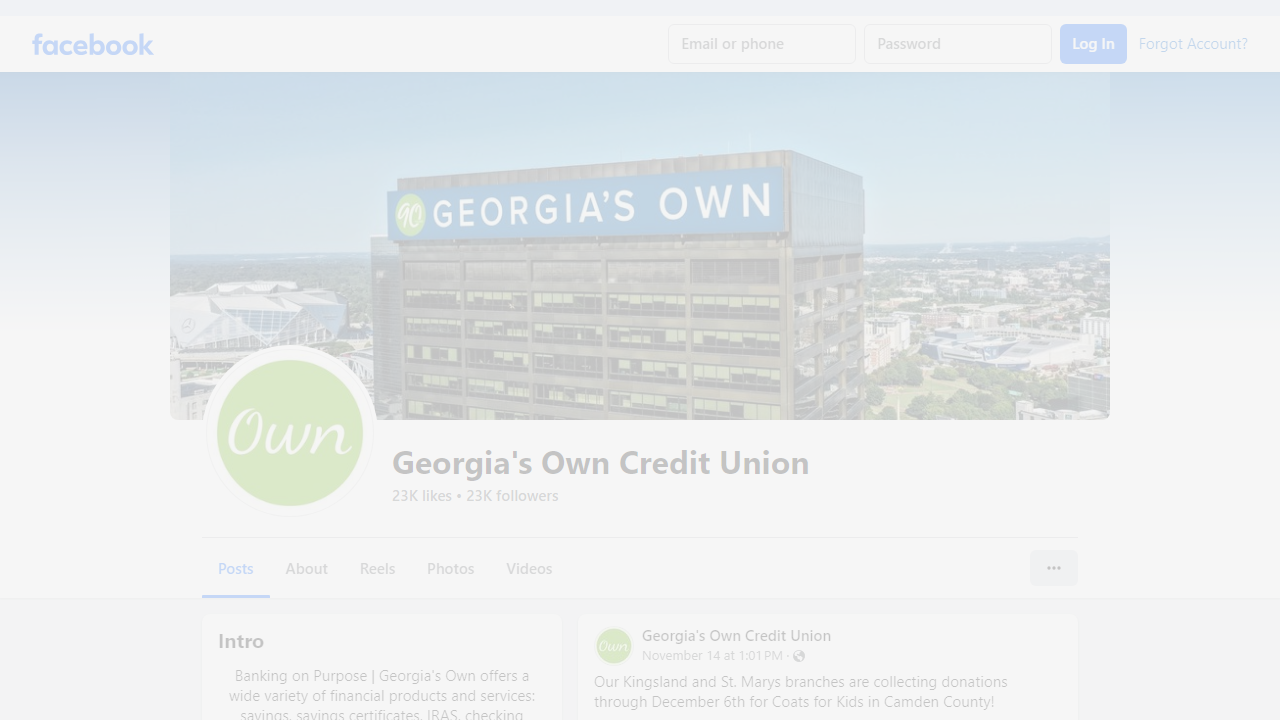 facebook
Email or phone
Password
Log In
Forgot Account?
90 GEORGIA'S OWN
Own
Georgia's Own Credit Union
23K likes • 23K followers
Posts
About
Reels
Photos
Videos
Intro
Banking on Purpose | Georgia's Own offers a
wide variety of financial products and services:
savings, savings certificates, IRAS, checking
Own
Georgia's Own Credit Union
November 14 at 1:01 PM ·
Our Kingsland and St. Marys branches are collecting donations
through December 6th for Coats for Kids in Camden County!